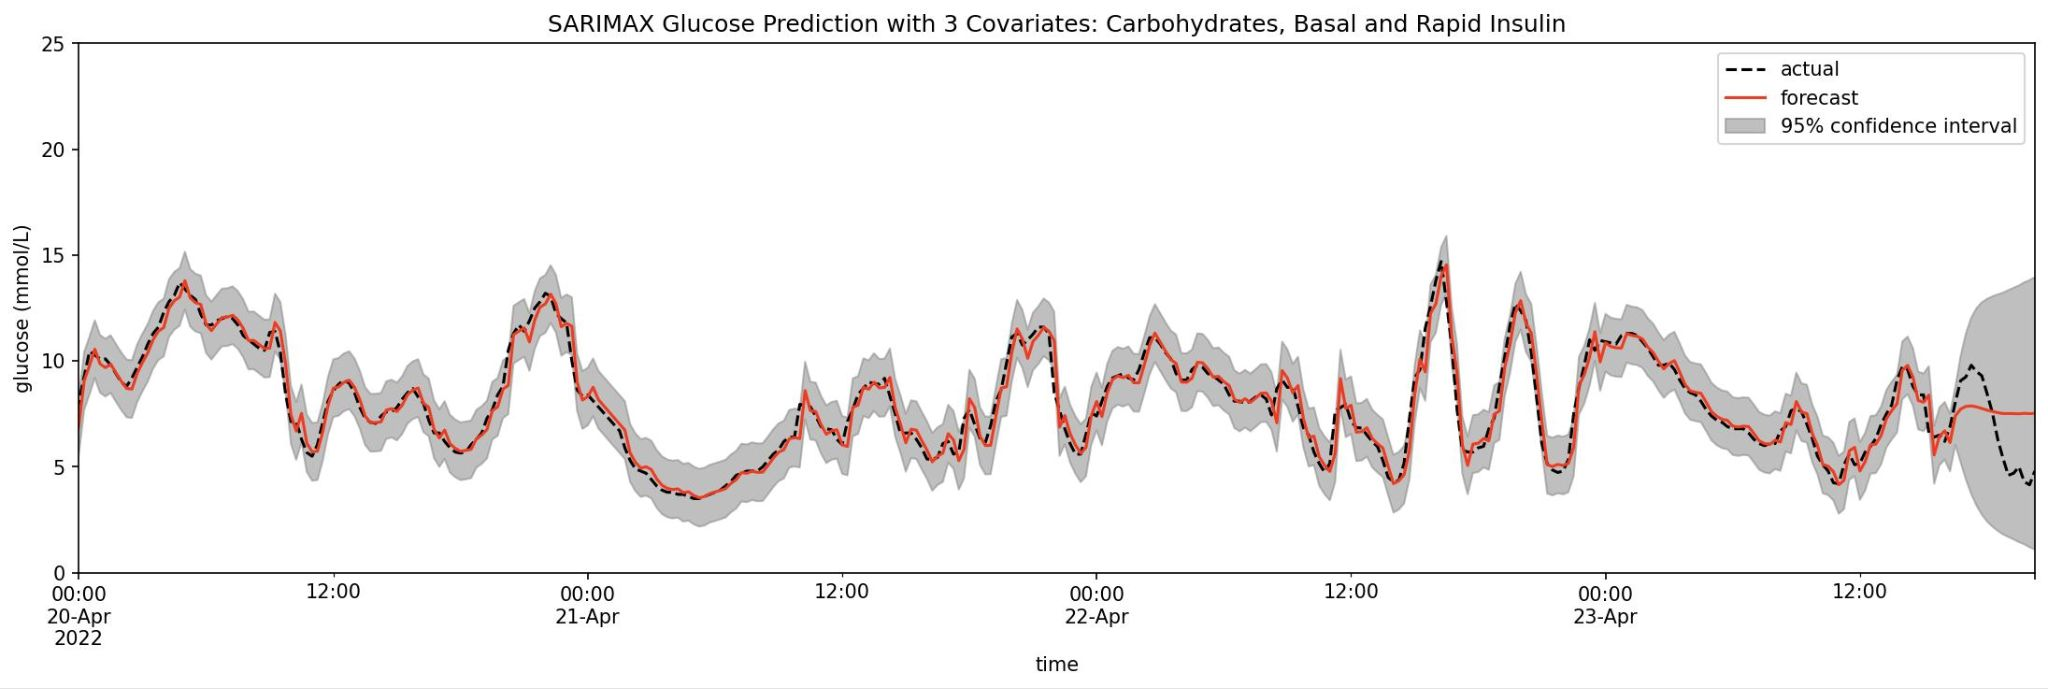 SARIMAX Glucose Prediction with 3 Covariates: Carbohydrates, Basal and Rapid Insulin
25
20
15
10
5
0
glucose (mmol/L)
actual
forecast
95% confidence interval
00:00 12:00 00:00 12:00 00:00 12:00 00:00 12:00
20-Apr 21-Apr 22-Apr 23-Apr
2022
time